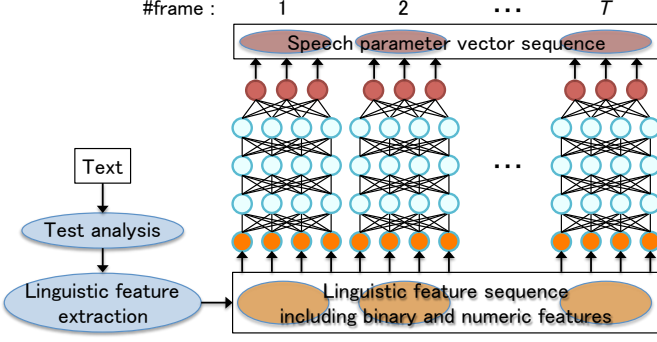 #frame : 1 2 ... T
Speech parameter vector sequence
...
Text
Test analysis
Linguistic feature
extraction
Linguistic feature sequence
including binary and numeric features